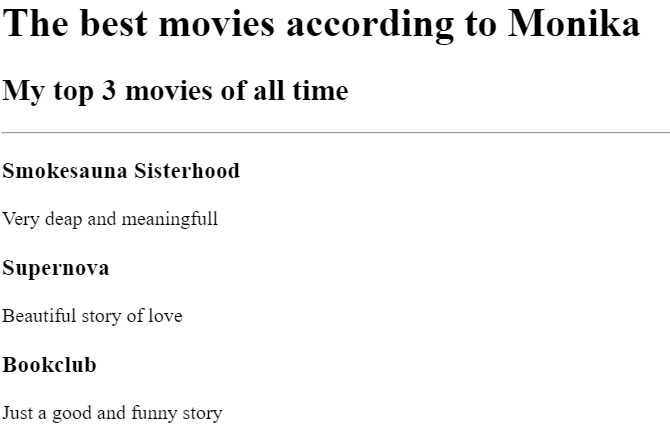 The best movies according to Monika
My top 3 movies of all time
Smokesauna Sisterhood
Very deap and meaningfull
Supernova
Beautiful story of love
Bookclub
Just a good and funny story